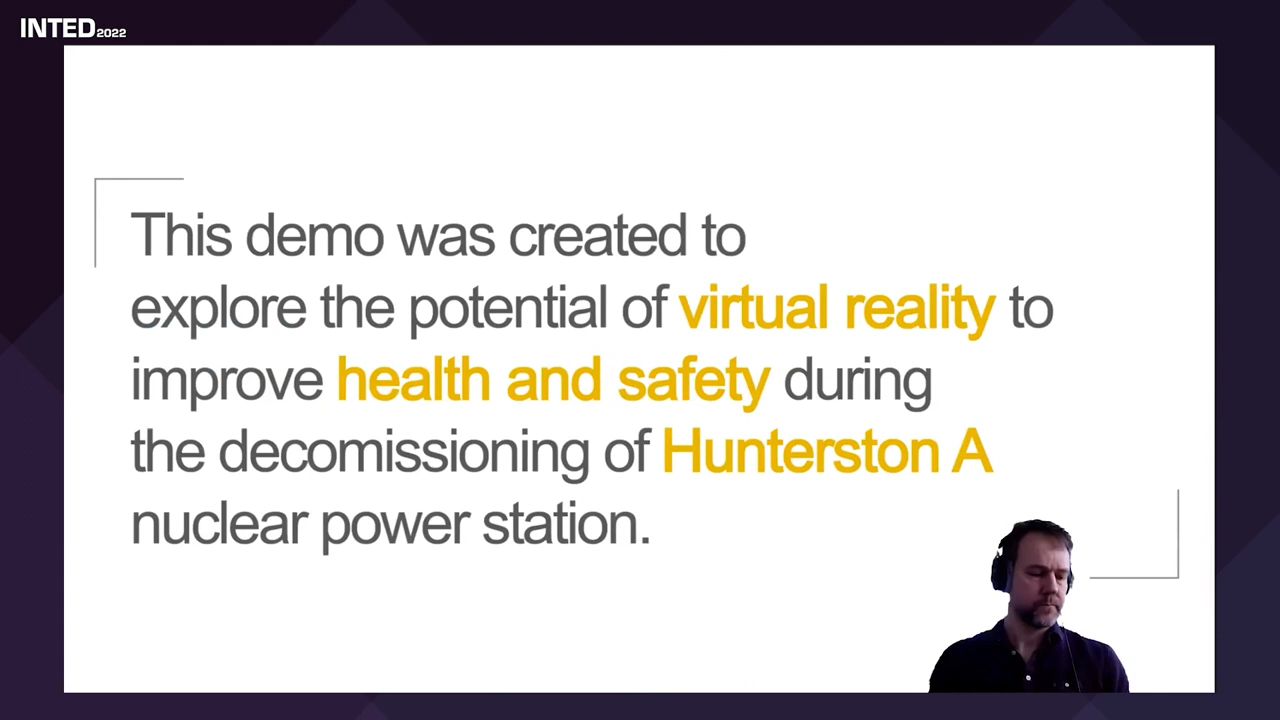 INTED2022
This demo was created to
explore the potential of virtual reality to
improve health and safety during
the decomissioning of Hunterston A
nuclear power station.